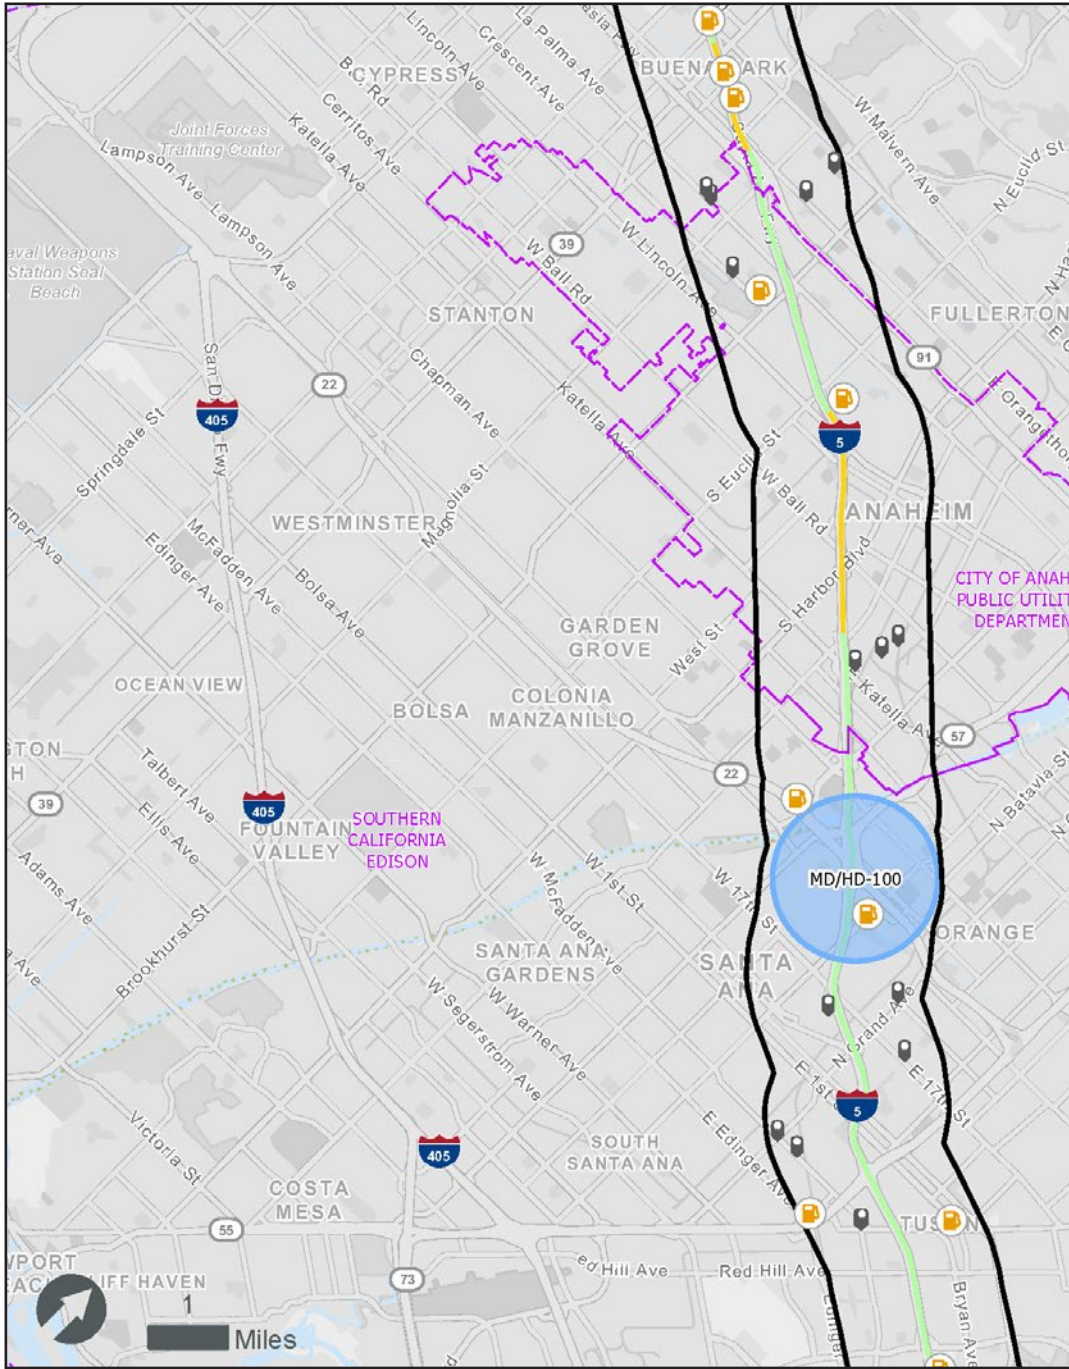 Lincoln Ave
La Palma Ave
Crescent Ave
CYPRESS
BUENA PARK
Joint Forces
Training Center
Cerritos Ave
Katella Ave
Lampson Ave
Lampson Ave
W Malvern Ave
N Euclid St
Naval Weapons
Station Seal
Beach
39
W Ball Rd
W Lincoln Ave
STANTON
FULLERTON
91
22
Chapman Ave
Katella Ave
E Orangethor
405
Fwy
5
Springdale St
S Euclid St
W Ball Rd
ANAHEIM
WESTMINSTER
Magnolia St
McFadden Ave
Edinger Ave
Bolsa Ave
S Harbor Blvd
CITY OF ANAH
PUBLIC UTILIT
DEPARTMEN
GARDEN
GROVE
West St
OCEAN VIEW
COLONIA
MANZANILLO
BOLSA
E Katella Ave
57
22
39
Talbert Ave
Ellis Ave
Adams Ave
405
FOUNTAIN
VALLEY
SOUTHERN
CALIFORNIA
EDISON
N Batavia St
W 1st St
W McFadden Ave
W 17th St
MD/HD-100
Brookhurst St
SANTA ANA
GARDENS
SANTA
ANA
ORANGE
W Segerstrom Ave
W Warner Ave
N Grand Ave
E 1st
E 17th St
5
Victoria St
405
SOUTH
SANTA ANA
E Edinger Ave
COSTA
MESA
55
TUSTIN
73
Red Hill Ave
Red Hill Ave
Bryan Ave
CLIFF HAVEN
1
Miles